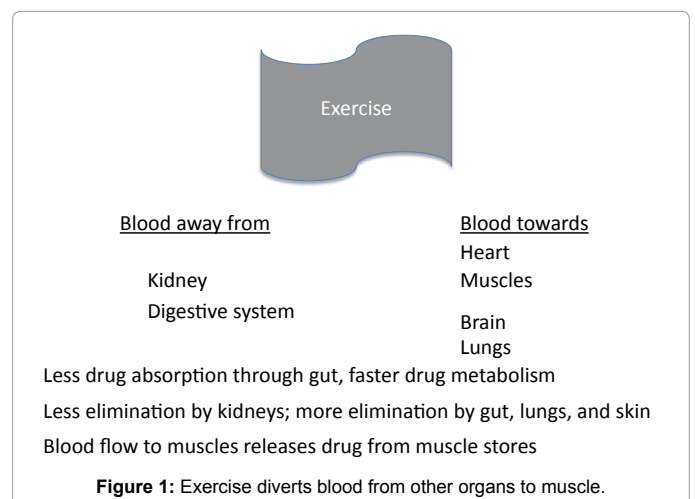 Exercise
Blood away from
Kidney
Digestive system
Blood towards
Heart
Muscles
Brain
Lungs
Less drug absorption through gut, faster drug metabolism
Less elimination by kidneys; more elimination by gut, lungs, and skin
Blood flow to muscles releases drug from muscle stores
Figure 1: Exercise diverts blood from other organs to muscle.